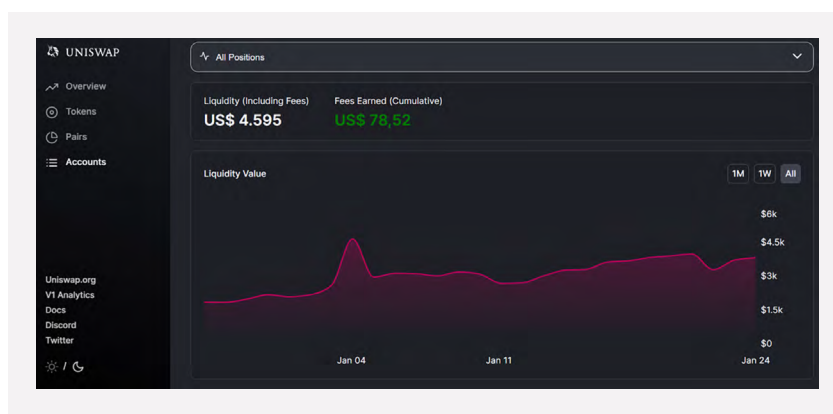 UNISWAP
Overview
Tokens
Pairs
Accounts
Uniswap.org
V1 Analytics
Docs
Discord
Twitter
/
All Positions
Liquidity (Including Fees) Fees Earned (Cumulative)
US$ 4.595 US$ 78,52
Liquidity Value 1M 1W All
$6k
$4.5k
$3k
$1.5k
$0
Jan 04 Jan 11 Jan 24